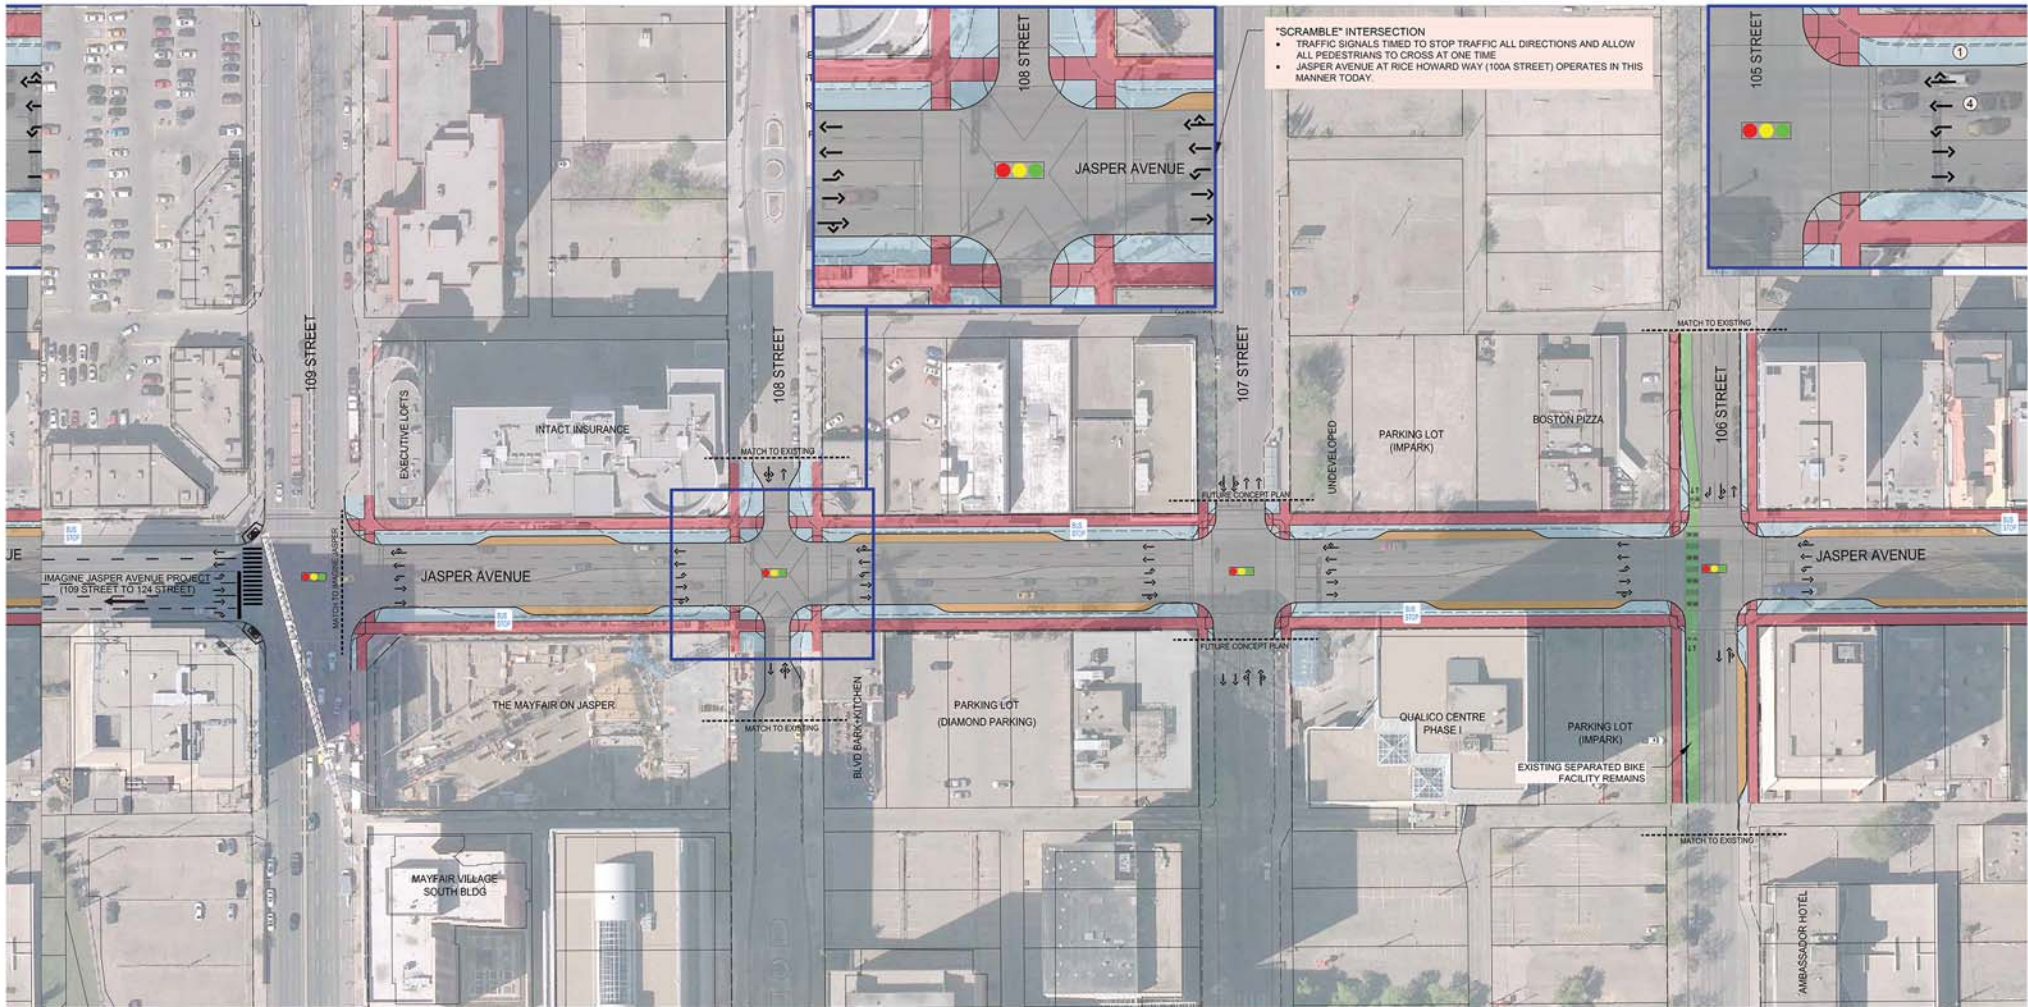 108 STREET
JASPER AVENUE
"SCRAMBLE" INTERSECTION
• TRAFFIC SIGNALS TIMED TO STOP TRAFFIC ALL DIRECTIONS AND ALLOW
ALL PEDESTRIANS TO CROSS AT ONE TIME
• JASPER AVENUE AT RICE HOWARD WAY (100A STREET) OPERATES IN THIS
MANNER TODAY.
105 STREET
1
4
109 STREET
108 STREET
107 STREET
106 STREET
MATCH TO EXISTING
EXECUTIVE LOFTS
INTACT INSURANCE
MATCH TO EXISTING
FUTURE CONCEPT PLAN
UNDEVELOPED
PARKING LOT
(IMPARK)
BOSTON PIZZA
BUS
STOP
BUS
STOP
BUS
STOP
UE
IMAGINE JASPER AVENUE PROJECT
(109 STREET TO 124 STREET)
MATCH TO IMAGINE JASPER
JASPER AVENUE
JASPER AVENUE
BUS
STOP
BUS
STOP
FUTURE CONCEPT PLAN
THE MAYFAIR ON JASPER
MATCH TO EXISTING
BLVD BARK+KITCHEN
PARKING LOT
(DIAMOND PARKING)
QUALICO CENTRE
PHASE I
PARKING LOT
(IMPARK)
EXISTING SEPARATED BIKE
FACILITY REMAINS
MATCH TO EXISTING
MAYFAIR VILLAGE
SOUTH BLDG
AMBASSADOR HOTEL